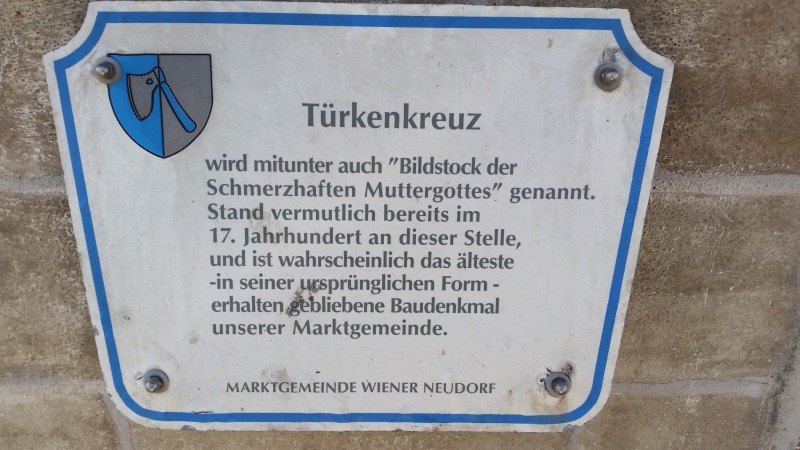 Türkenkreuz
wird mitunter auch "Bildstock der
Schmerzhaften Muttergottes" genannt.
Stand vermutlich bereits im
17. Jahrhundert an dieser Stelle,
und ist wahrscheinlich das älteste
-in seiner ursprünglichen Form -
erhalten gebliebene Baudenkmal
unserer Marktgemeinde.
MARKTGEMEINDE WIENER NEUDORF